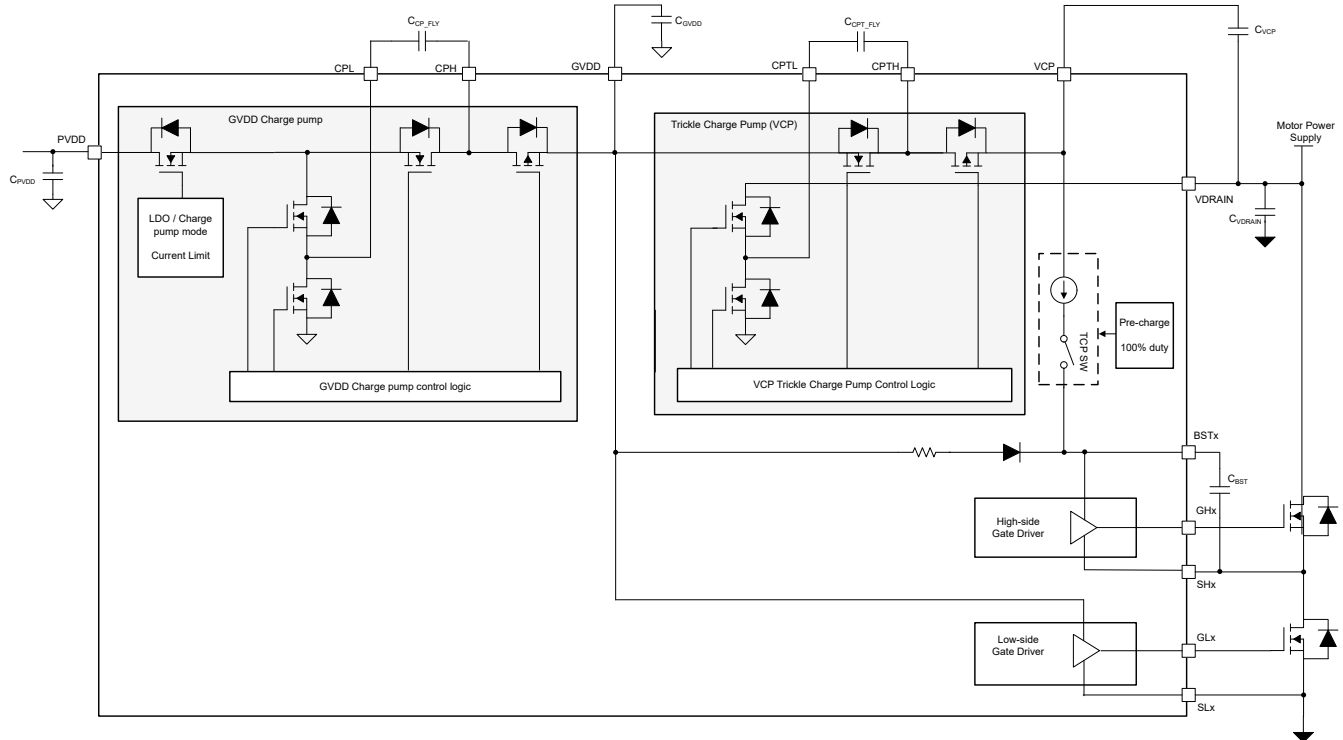 CCP_FLY
CGVDD
CCPT_FLY
CVCP
CPL
CPH
GVDD
CPTL
CPTH
VCP
GVDD Charge pump
Trickle Charge Pump (VCP)
Motor Power
Supply
PVDD
CPVDD
VDRAIN
CVDRAIN
LDO / Charge
pump mode
Current Limit
TCP SW
Pre-charge
100% duty
GVDD Charge pump control logic
VCP Trickle Charge Pump Control Logic
BSTx
CBST
GHx
High-side
Gate Driver
SHx
GLx
Low-side
Gate Driver
SLx